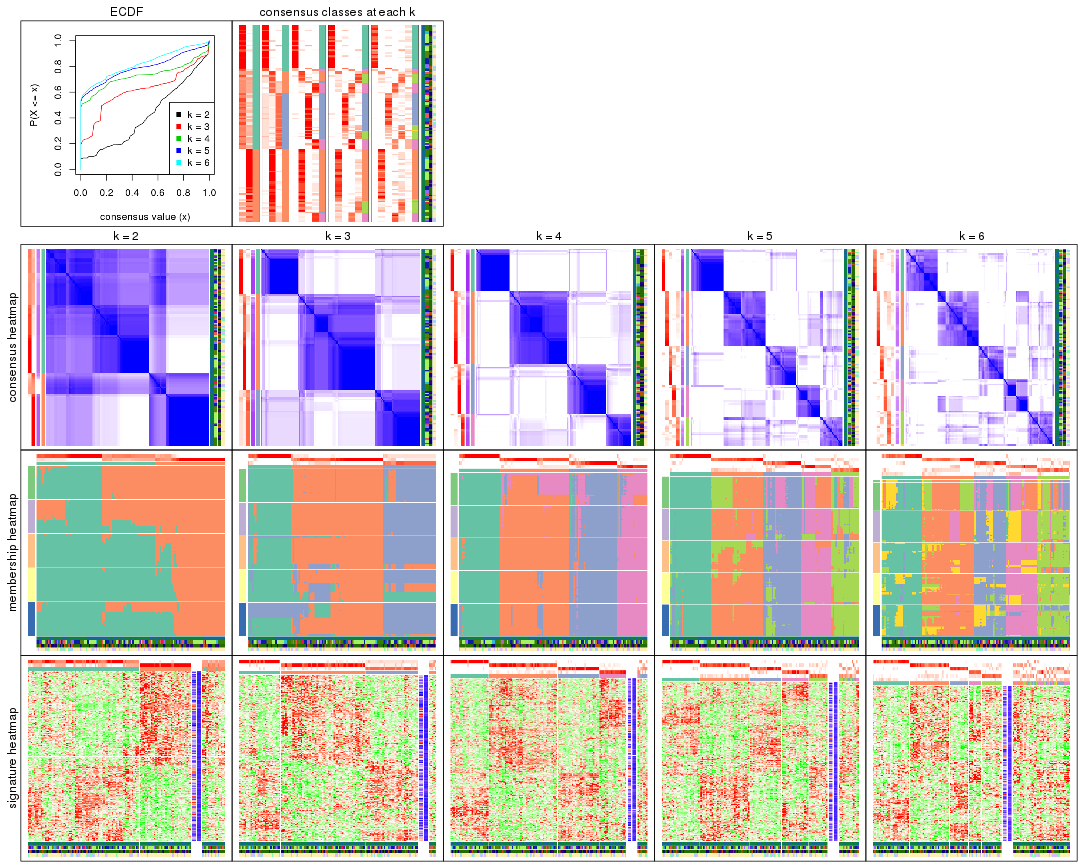 ECDF
consensus classes at each k
P(X <= x)
0.0
0.2
0.4
0.6
0.8
1.0
k = 2
k = 3
k = 4
k = 5
k = 6
0.0 0.2 0.4 0.6 0.8 1.0
consensus value (x)
k = 2
k = 3
k = 4
k = 5
k = 6
consensus heatmap
membership heatmap
signature heatmap